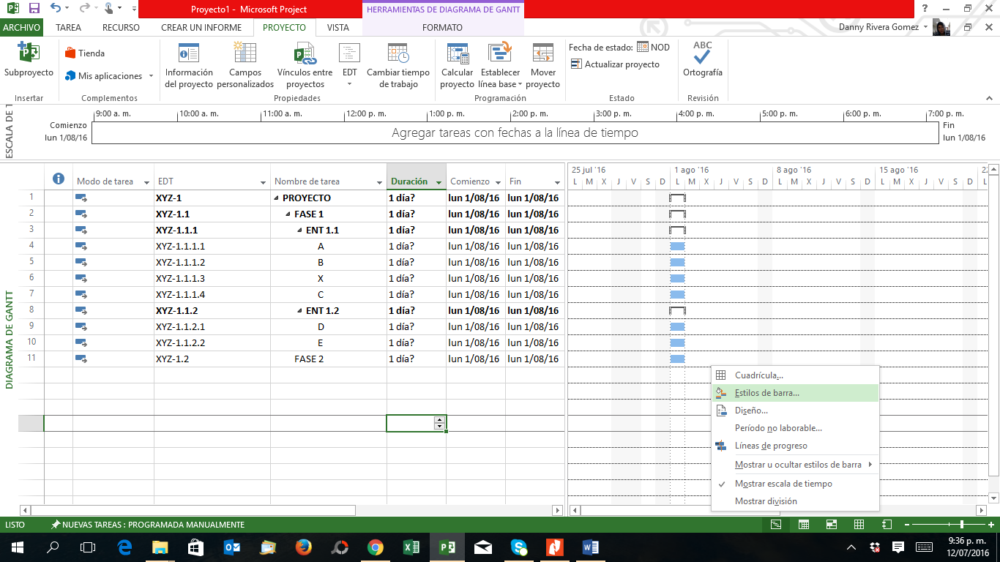 Proyecto1 - Microsoft Project
HERRAMIENTAS DE DIAGRAMA DE GANTT
ARCHIVO TAREA RECURSO CREAR UN INFORME PROYECTO VISTA FORMATO
Danny Rivera Gomez
Subproyecto
Tienda
Mis aplicaciones
Información del proyecto
Campos personalizados
Vínculos entre proyectos
EDT
Cambiar tiempo de trabajo
Calcular proyecto
Establecer línea base
Mover proyecto
Fecha de estado: NOD
Actualizar proyecto
ABC
Ortografía
Insertar Complementos Propiedades Programación Estado Revisión
ESCALA DE T
9:00 a. m. 10:00 a. m. 11:00 a. m. 12:00 p. m. 1:00 p. m. 2:00 p. m. 3:00 p. m. 4:00 p. m. 5:00 p. m. 6:00 p. m. 7:00 p. m.
Comienzo
lun 1/08/16
Agregar tareas con fechas a la línea de tiempo
Fin
lun 1/08/16
DIAGRAMA DE GANTT
Modo de tarea EDT Nombre de tarea Duración Comienzo Fin
25 jul '16 1 ago '16 8 ago '16 15 ago '16 22
L M X J V S D L M X J V S D L M X J V S D L M X J V S D L
1 XYZ-1 PROYECTO 1 día? lun 1/08/16 lun 1/08/16
2 XYZ-1.1 FASE 1 1 día? lun 1/08/16 lun 1/08/16
3 XYZ-1.1.1 ENT 1.1 1 día? lun 1/08/16 lun 1/08/16
4 XYZ-1.1.1.1 A 1 día? lun 1/08/16 lun 1/08/16
5 XYZ-1.1.1.2 B 1 día? lun 1/08/16 lun 1/08/16
6 XYZ-1.1.1.3 X 1 día? lun 1/08/16 lun 1/08/16
7 XYZ-1.1.1.4 C 1 día? lun 1/08/16 lun 1/08/16
8 XYZ-1.1.2 ENT 1.2 1 día? lun 1/08/16 lun 1/08/16
9 XYZ-1.1.2.1 D 1 día? lun 1/08/16 lun 1/08/16
10 XYZ-1.1.2.2 E 1 día? lun 1/08/16 lun 1/08/16
11 XYZ-1.2 FASE 2 1 día? lun 1/08/16 lun 1/08/16
Cuadrícula...
Estilos de barra...
Diseño...
Período no laborable...
Líneas de progreso
Mostrar u ocultar estilos de barra
Mostrar escala de tiempo
Mostrar división
LISTO NUEVAS TAREAS : PROGRAMADA MANUALMENTE
9:36 p. m.
12/07/2016